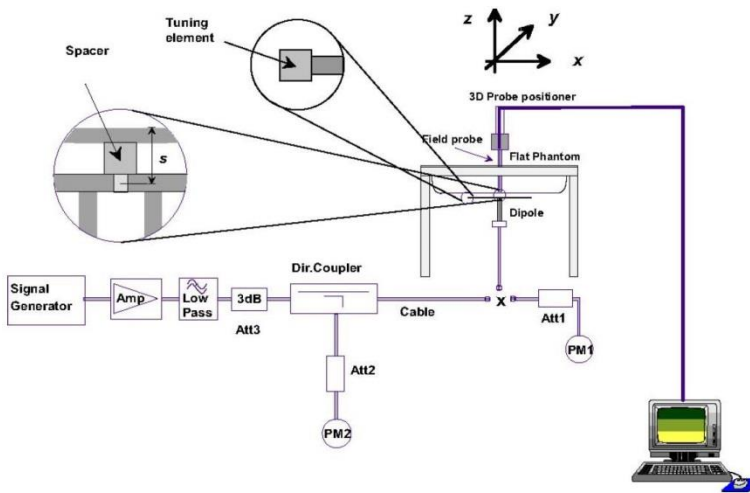 Tuning
element
Spacer
z
y
x
3D Probe positioner
Field probe
Flat Phantom
s
Dipole
Dir.Coupler
Signal
Generator
Amp
Low
Pass
3dB
Att3
Cable
x
Att1
PM1
Att2
PM2